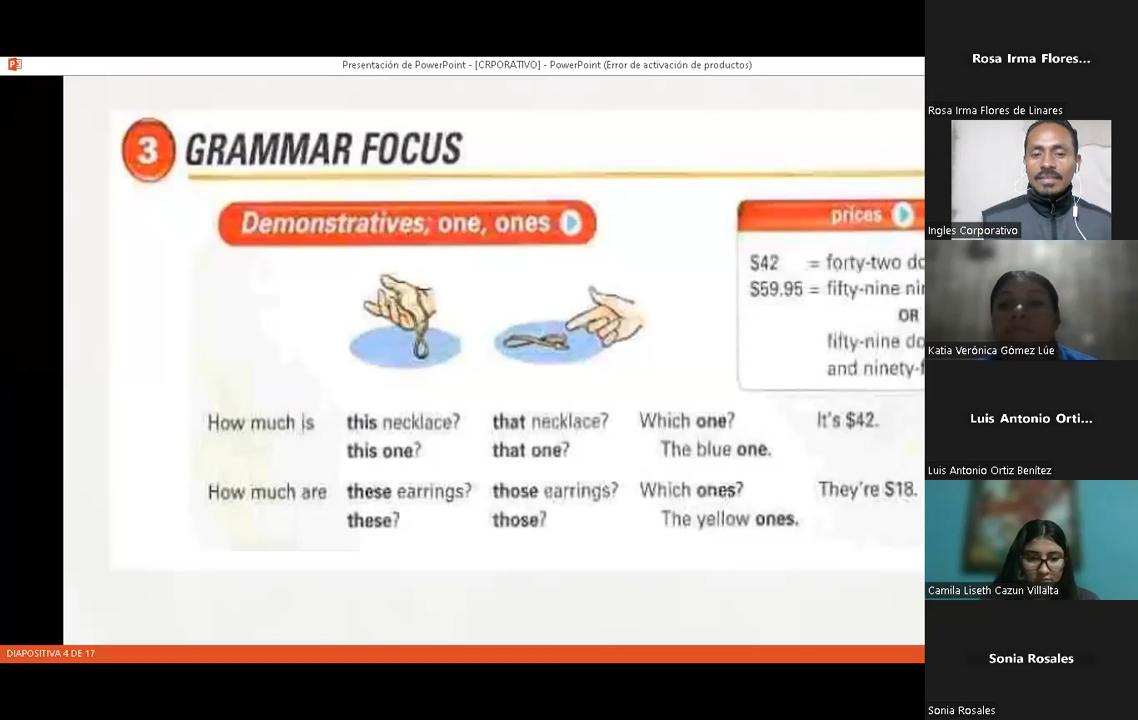 Presentación de PowerPoint - [CRPORATIVO] - PowerPoint (Error de activación de productos)
3 GRAMMAR FOCUS
Demonstratives; one, ones
prices
$42 = forty-two do
$59.95 = fifty-nine nin
OR
fifty-nine do
and ninety-f
How much is this necklace? that necklace? Which one? It's $42.
this one? that one? The blue one.
How much are these earrings? those earrings? Which ones? They're $18.
these? those? The yellow ones.
DIAPOSITIVA 4 DE 17
Rosa Irma Flores...
Rosa Irma Flores de Linares
Ingles Corporativo
Katia Verónica Gómez Lúe
Luis Antonio Orti...
Luis Antonio Ortiz Benítez
Camila Liseth Cazun Villalta
Sonia Rosales
Sonia Rosales